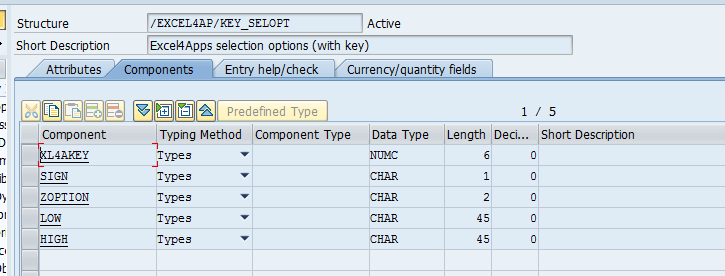 Structure /EXCEL4AP/KEY_SELOPT Active
Short Description Excel4Apps selection options (with key)
Attributes Components Entry help/check Currency/quantity fields
Predefined Type 1 / 5
Component Typing Method Component Type Data Type Length Deci... Short Description
XL4AKEY Types NUMC 6 0
SIGN Types CHAR 1 0
ZOPTION Types CHAR 2 0
LOW Types CHAR 45 0
HIGH Types CHAR 45 0